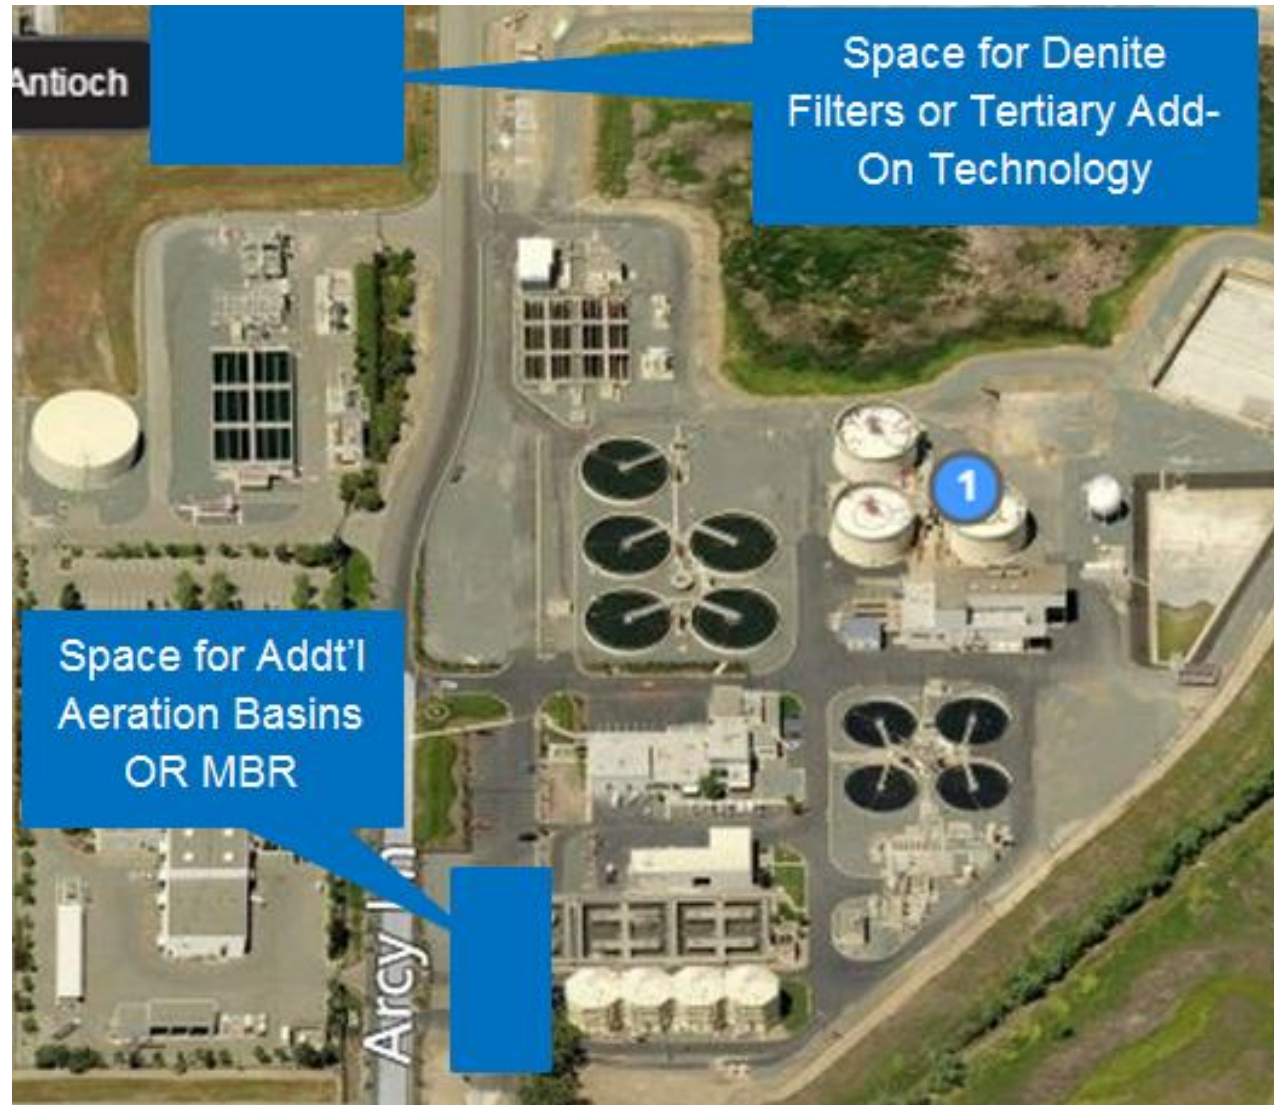 Antioch
Space for Denite
Filters or Tertiary Add-
On Technology
1
Space for Addt'l
Aeration Basins
OR MBR
Arcy Ln